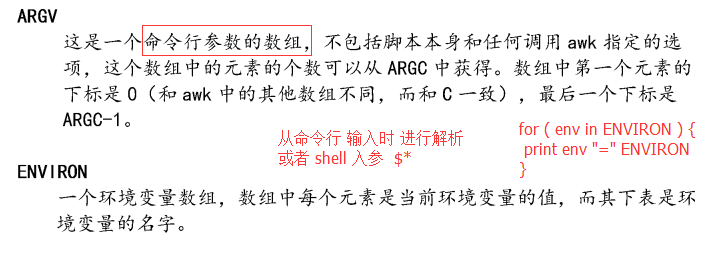 ARGV
这是一个命令行参数的数组，不包括脚本本身和任何调用 awk 指定的选
项，这个数组中的元素的个数可以从 ARGC 中获得。数组中第一个元素的
下标是 0（和 awk 中的其他数组不同，而和 C 一致），最后一个下标是
ARGC-1。
从命令行 输入时 进行解析
或者 shell 入参 $*
for ( env in ENVIRON ) {
print env "=" ENVIRON
}
ENVIRON
一个环境变量数组，数组中每个元素是当前环境变量的值，而其下表是环
境变量的名字。